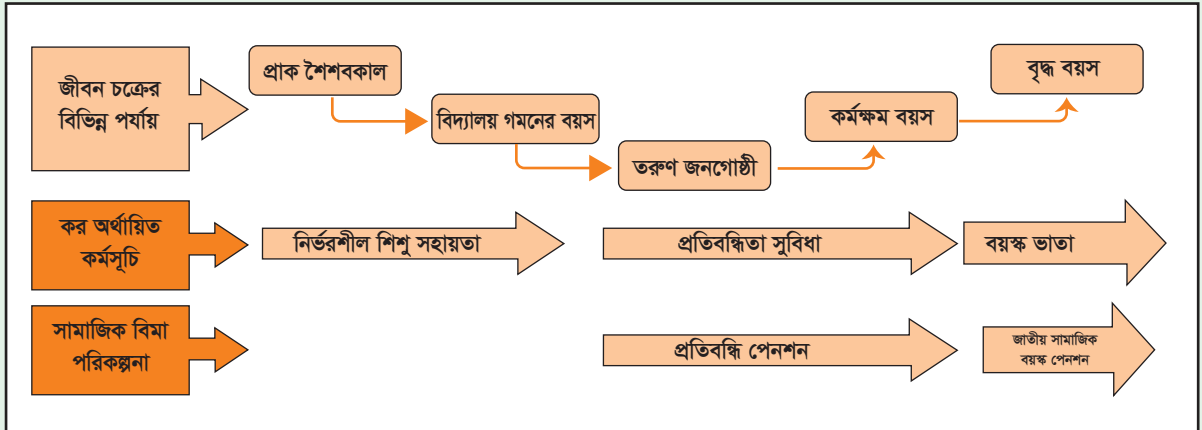 জীবন চক্রের
বিভিন্ন পর্যায়
প্রাক শৈশবকাল
বিদ্যালয় গমনের বয়স
তরুণ জনগোষ্ঠী
কর্মক্ষম বয়স
বৃদ্ধ বয়স
কর অর্থায়িত
কর্মসূচি
নির্ভরশীল শিশু সহায়তা
প্রতিবন্ধিতা সুবিধা
বয়স্ক ভাতা
সামাজিক বিমা
পরিকল্পনা
প্রতিবন্ধি পেনশন
জাতীয় সামাজিক
বয়স্ক পেনশন